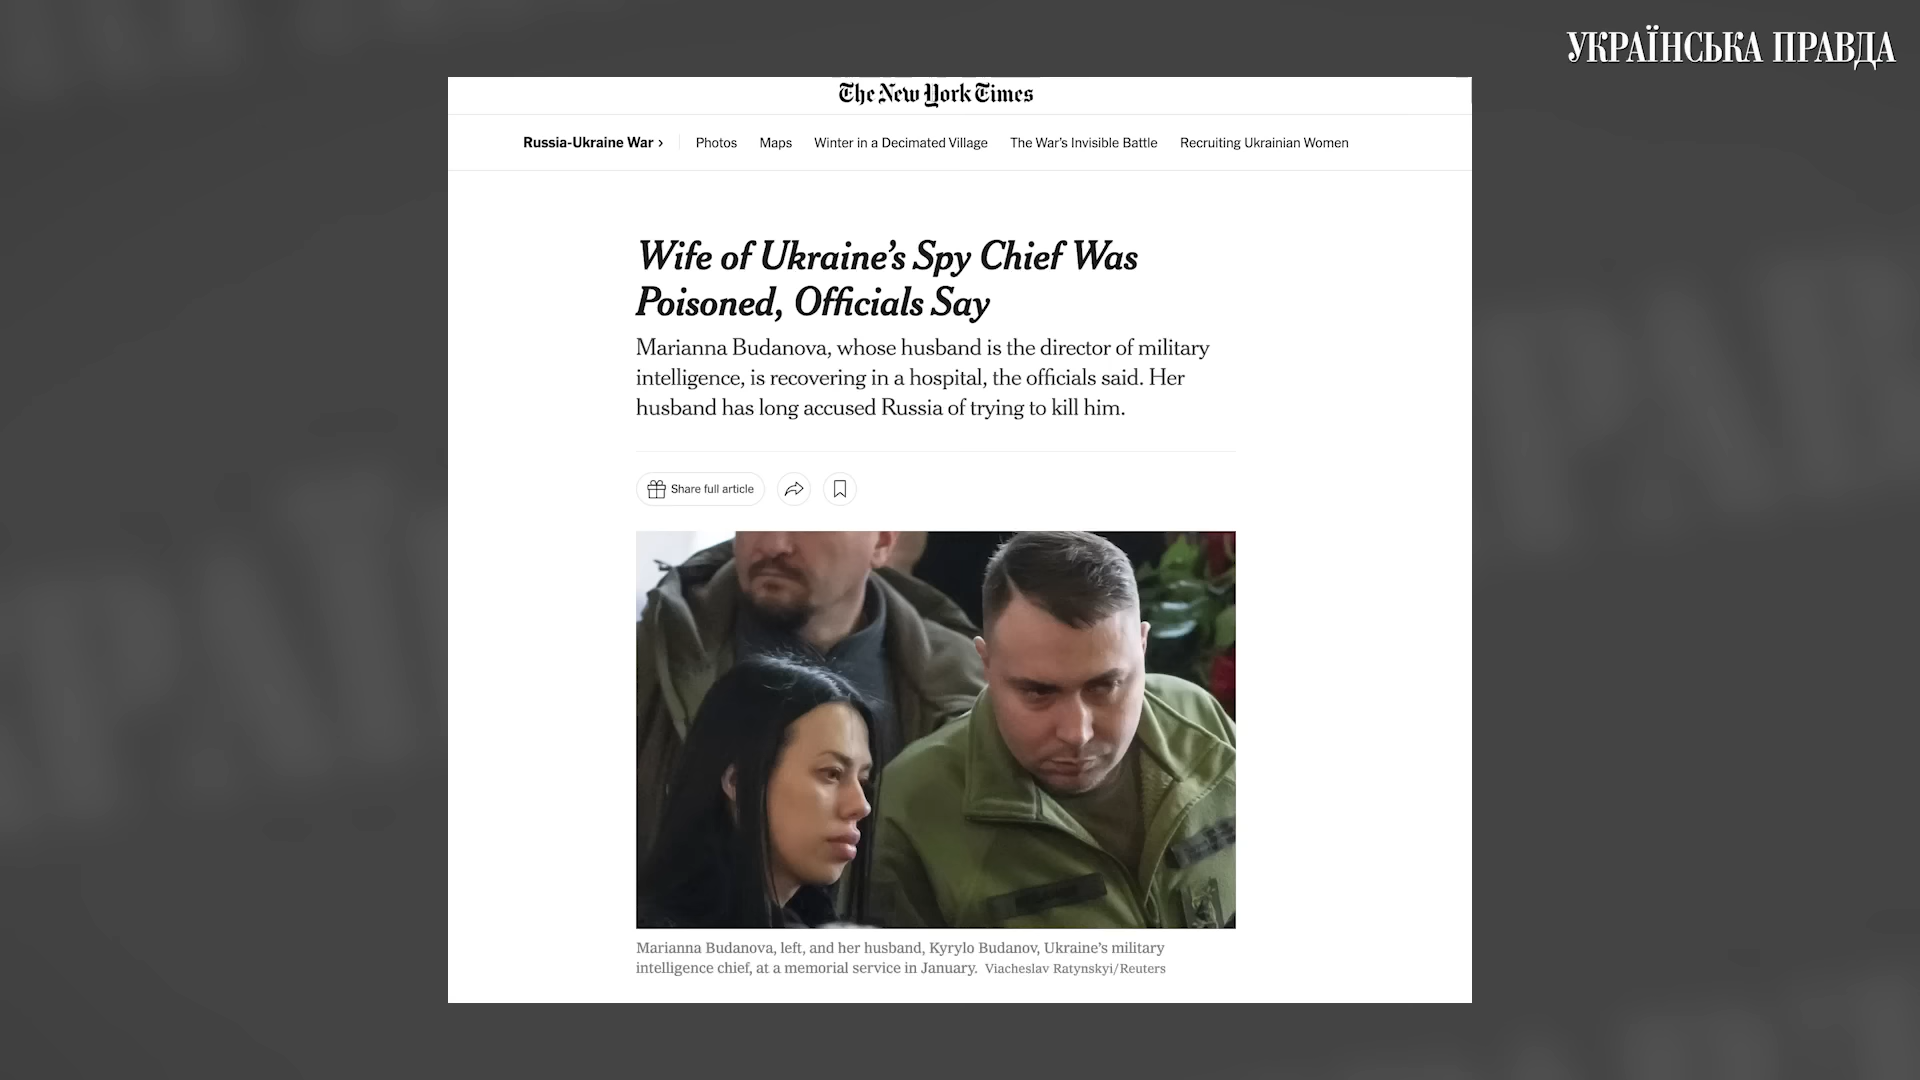 УКРАЇНСЬКА ПРАВДА
The New York Times
Russia-Ukraine War › Photos Maps Winter in a Decimated Village The War’s Invisible Battle Recruiting Ukrainian Women
Wife of Ukraine’s Spy Chief Was
Poisoned, Officials Say
Marianna Budanova, whose husband is the director of military
intelligence, is recovering in a hospital, the officials said. Her
husband has long accused Russia of trying to kill him.
Share full article
Marianna Budanova, left, and her husband, Kyrylo Budanov, Ukraine’s military
intelligence chief, at a memorial service in January. Viacheslav Ratynskyi/Reuters